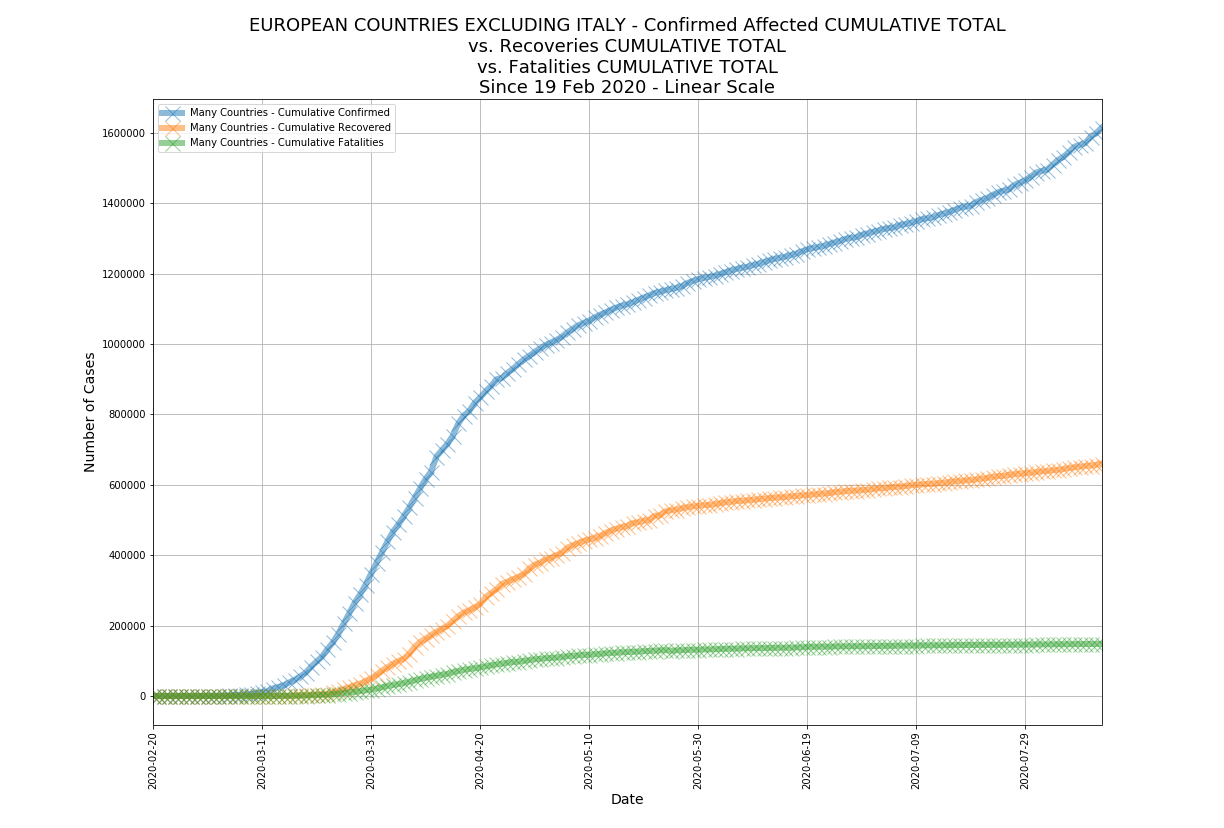 EUROPEAN COUNTRIES EXCLUDING ITALY - Confirmed Affected CUMULATIVE TOTAL
vs. Recoveries CUMULATIVE TOTAL
vs. Fatalities CUMULATIVE TOTAL
Since 19 Feb 2020 - Linear Scale
Many Countries - Cumulative Confirmed
Many Countries - Cumulative Recovered
Many Countries - Cumulative Fatalities
Number of Cases
1600000
1400000
1200000
1000000
800000
600000
400000
200000
0
2020-02-20
2020-03-11
2020-03-31
2020-04-20
2020-05-10
2020-05-30
2020-06-19
2020-07-09
2020-07-29
Date